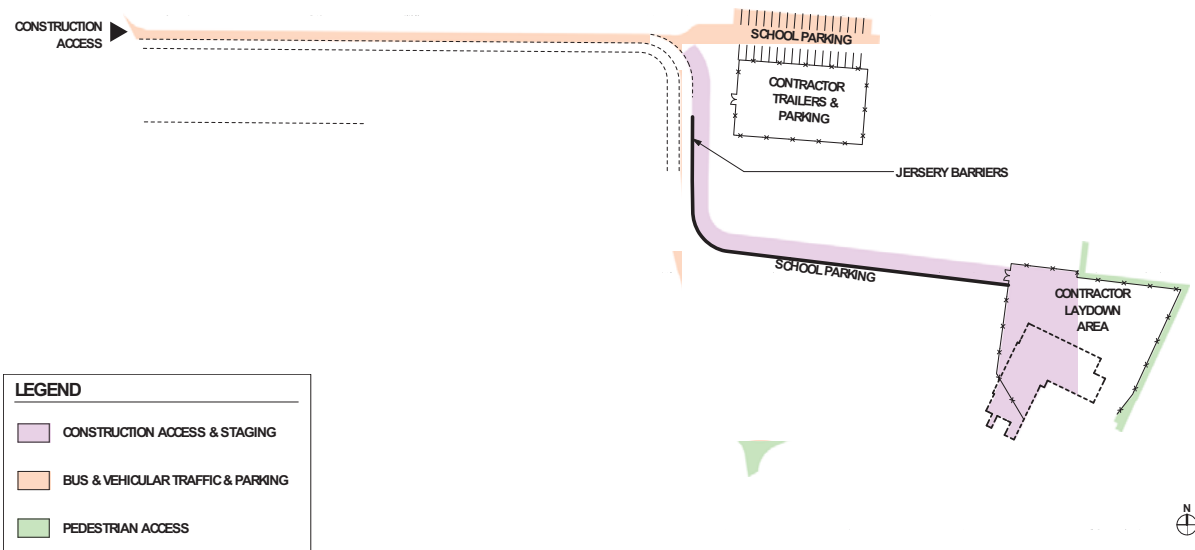 CONSTRUCTION
ACCESS
SCHOOL PARKING
CONTRACTOR
TRAILERS &
PARKING
JERSERY BARRIERS
SCHOOL PARKING
CONTRACTOR
LAYDOWN
AREA
LEGEND
CONSTRUCTION ACCESS & STAGING
BUS & VEHICULAR TRAFFIC & PARKING
PEDESTRIAN ACCESS
N